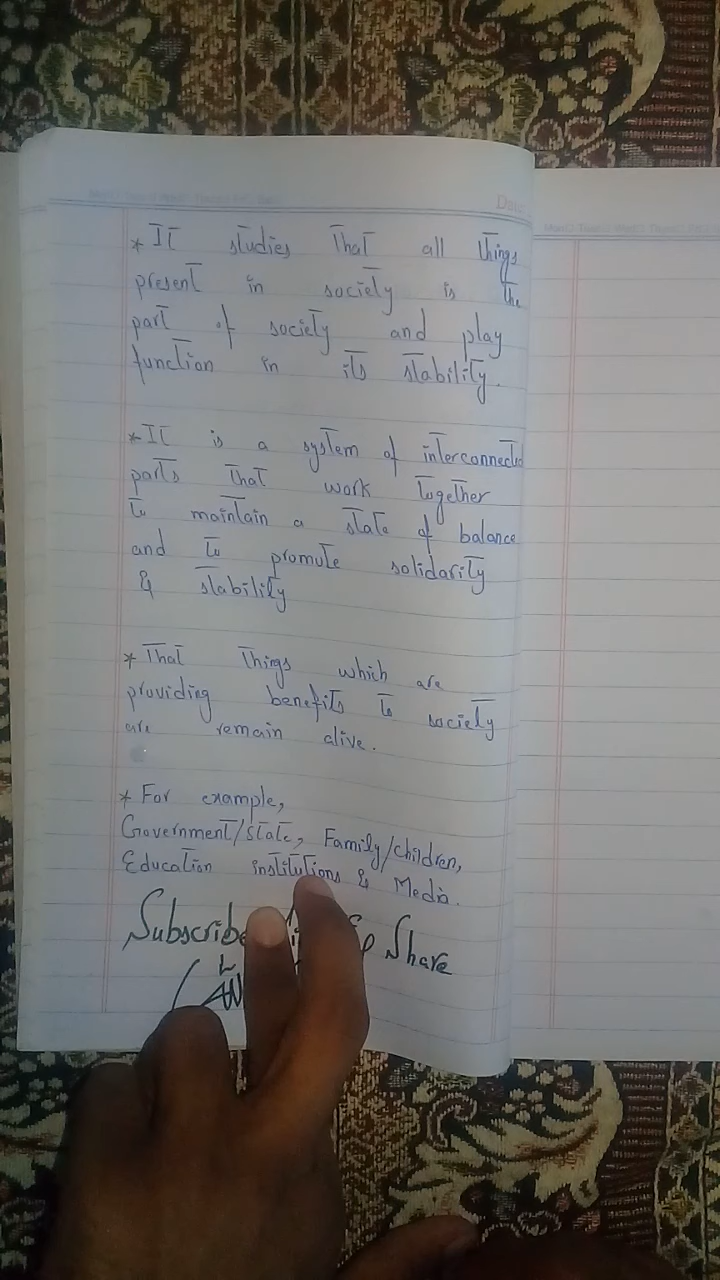 Date
* It studies that all things
present in society is the
part of society and play
function in its stability.
* It is a system of interconnected
parts that work together
to maintain a state of balance
and to promote solidarity
& stability
* That things which are
providing benefits to society
are remain alive.
* For example,
Government/State, Family/children,
Education institutions & Media.
Subscribe & Share